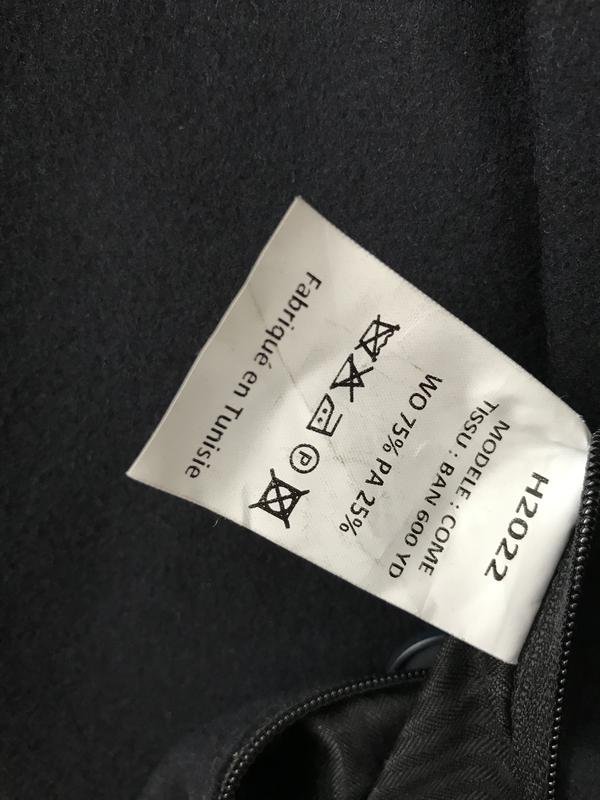 H2022
MODELE : COME
TISSU : BAN 600 YD
WO 75% PA 25%
P
Fabriqué en Tunisie